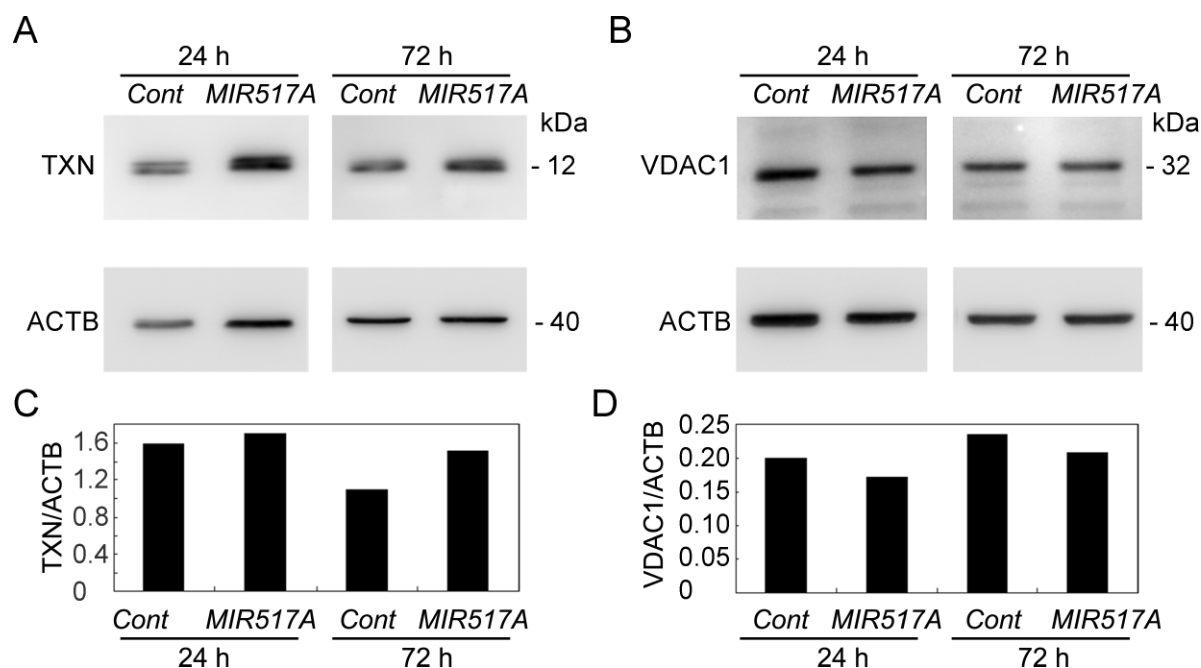 A
24 h
72 h
Cont MIR517A
Cont MIR517A
kDa
TXN
- 12
ACTB
- 40
B
24 h
72 h
Cont MIR517A
Cont MIR517A
kDa
VDAC1
- 32
ACTB
- 40
C
TXN/ACTB
1.6
1.2
0.8
0.4
0
Cont MIR517A Cont MIR517A
24 h 72 h
D
VDAC1/ACTB
0.25
0.20
0.15
0.10
0.05
0
Cont MIR517A Cont MIR517A
24 h 72 h